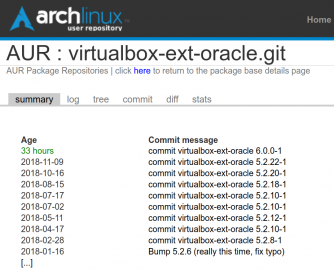 archlinux
user repository
Home
AUR : virtualbox-ext-oracle.git
AUR Package Repositories | click here to return to the package base details page
summary log tree commit diff stats
Age Commit message
33 hours commit virtualbox-ext-oracle 6.0.0-1
2018-11-09 commit virtualbox-ext-oracle 5.2.22-1
2018-10-16 commit virtualbox-ext-oracle 5.2.20-1
2018-08-15 commit virtualbox-ext-oracle 5.2.18-1
2018-07-17 commit virtualbox-ext-oracle 5.2.10-1
2018-07-02 commit virtualbox-ext-oracle 5.2.10-1
2018-05-11 commit virtualbox-ext-oracle 5.2.12-1
2018-04-17 commit virtualbox-ext-oracle 5.2.10-1
2018-02-28 commit virtualbox-ext-oracle 5.2.8-1
2018-01-16 Bump 5.2.6 (really this time, fix typo)
[...]